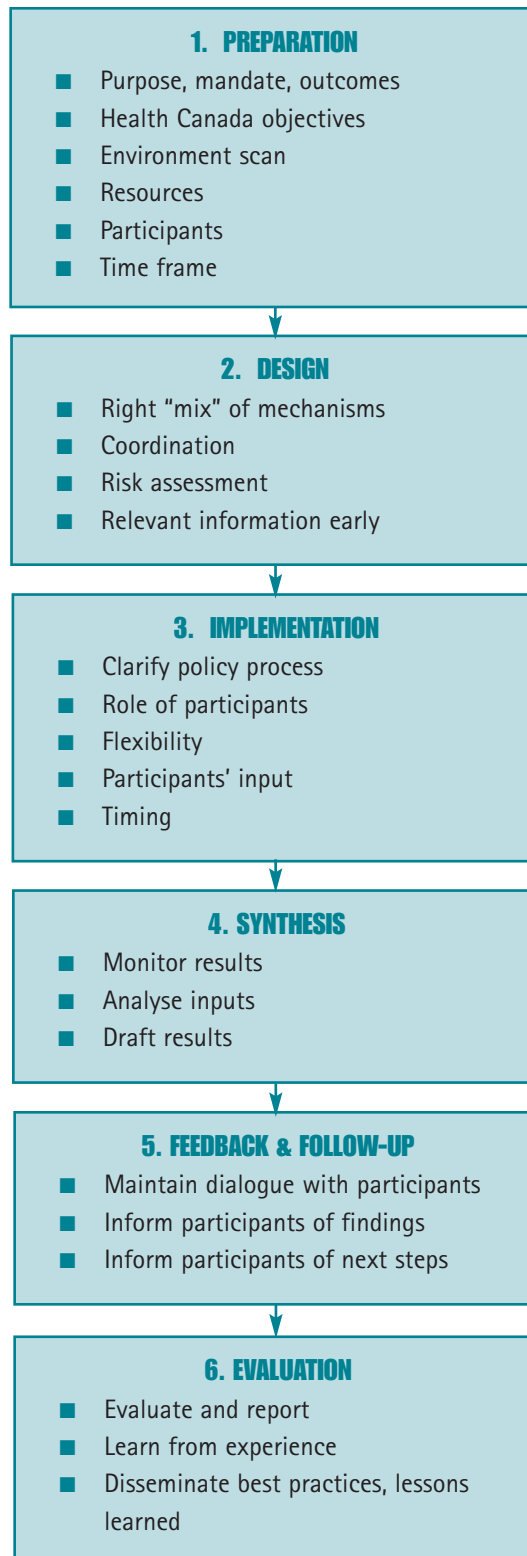 1. PREPARATION
■ Purpose, mandate, outcomes
■ Health Canada objectives
■ Environment scan
■ Resources
■ Participants
■ Time frame
2. DESIGN
■ Right “mix” of mechanisms
■ Coordination
■ Risk assessment
■ Relevant information early
3. IMPLEMENTATION
■ Clarify policy process
■ Role of participants
■ Flexibility
■ Participants’ input
■ Timing
4. SYNTHESIS
■ Monitor results
■ Analyse inputs
■ Draft results
5. FEEDBACK & FOLLOW-UP
■ Maintain dialogue with participants
■ Inform participants of findings
■ Inform participants of next steps
6. EVALUATION
■ Evaluate and report
■ Learn from experience
■ Disseminate best practices, lessons
learned